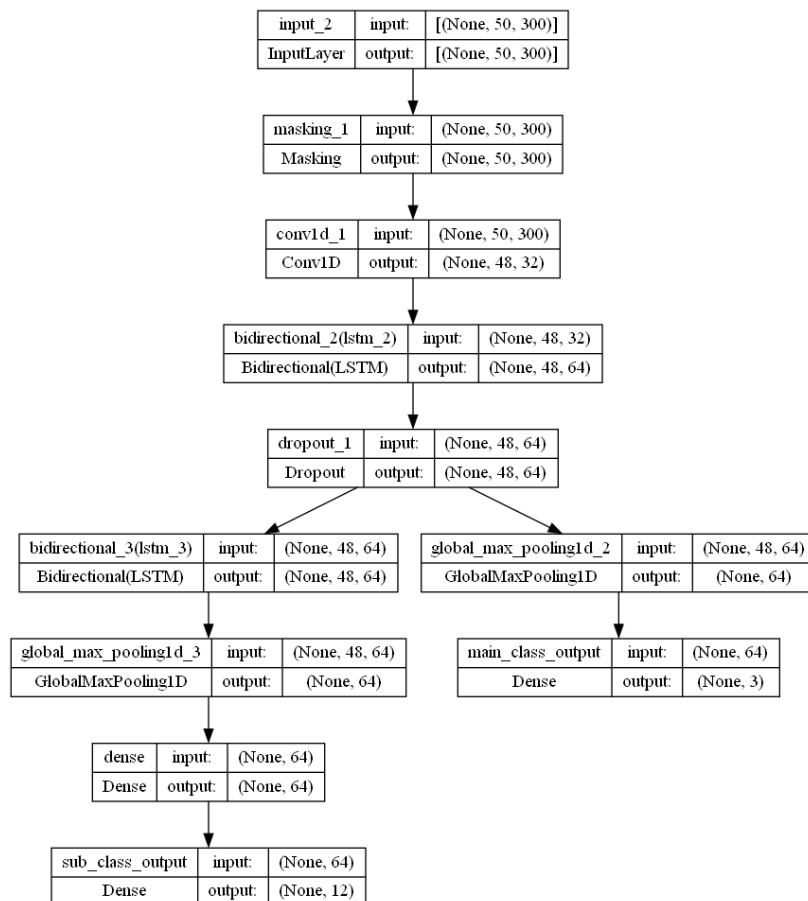 input_2 input: [(None, 50, 300)]
InputLayer output: [(None, 50, 300)]
masking_1 input: (None, 50, 300)
Masking output: (None, 50, 300)
conv1d_1 input: (None, 50, 300)
Conv1D output: (None, 48, 32)
bidirectional_2(lstm_2) input: (None, 48, 32)
Bidirectional(LSTM) output: (None, 48, 64)
dropout_1 input: (None, 48, 64)
Dropout output: (None, 48, 64)
bidirectional_3(lstm_3) input: (None, 48, 64)
Bidirectional(LSTM) output: (None, 48, 64)
global_max_pooling1d_2 input: (None, 48, 64)
GlobalMaxPooling1D output: (None, 64)
global_max_pooling1d_3 input: (None, 48, 64)
GlobalMaxPooling1D output: (None, 64)
main_class_output input: (None, 64)
Dense output: (None, 3)
dense input: (None, 64)
Dense output: (None, 64)
sub_class_output input: (None, 64)
Dense output: (None, 12)